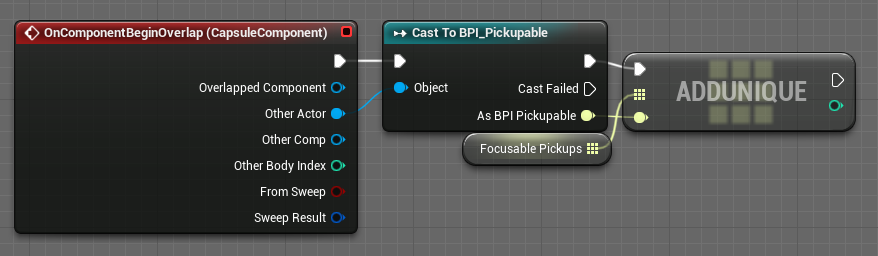 OnComponentBeginOverlap (CapsuleComponent)
Overlapped Component
Other Actor
Other Comp
Other Body Index
From Sweep
Sweep Result
Cast To BPI_Pickupable
Object
Cast Failed
As BPI Pickupable
Focusable Pickups
ADDUNIQUE